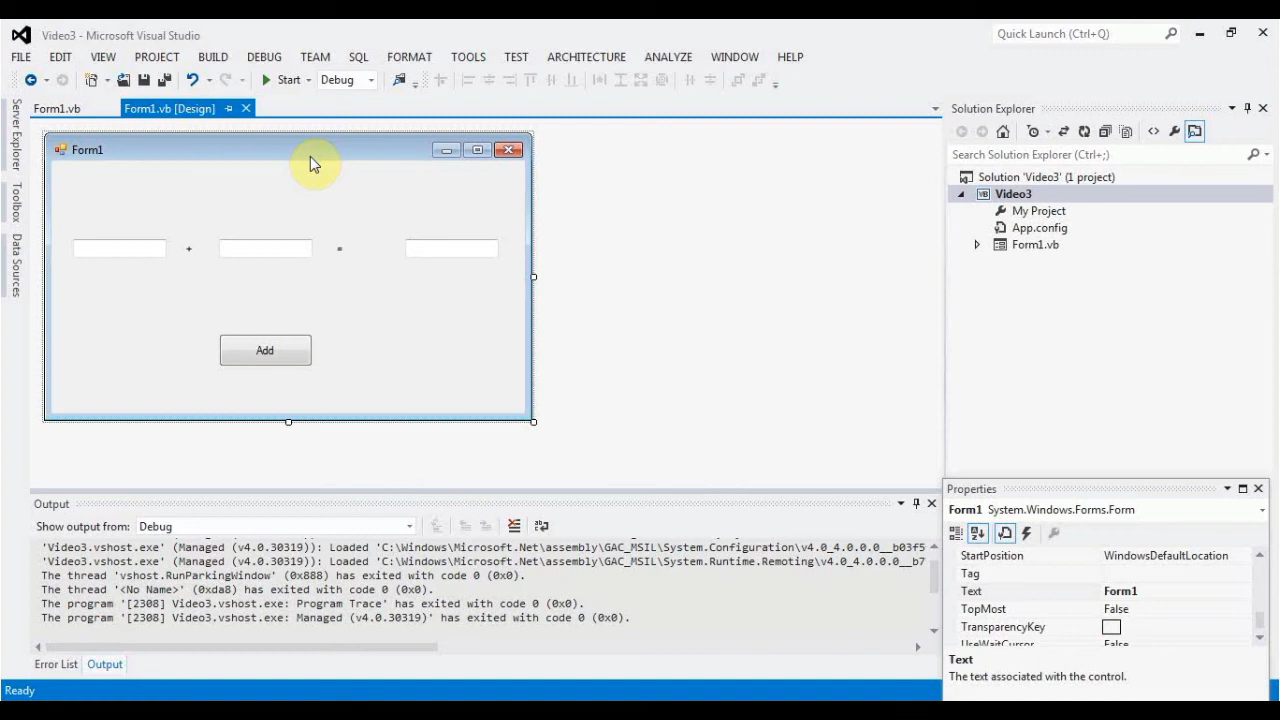 Video3 - Microsoft Visual Studio
Quick Launch (Ctrl+Q)
FILE EDIT VIEW PROJECT BUILD DEBUG TEAM SQL FORMAT TOOLS TEST ARCHITECTURE ANALYZE WINDOW HELP
Start Debug
Server Explorer
Toolbox
Data Sources
Form1.vb
Form1.vb [Design]
Form1
+
=
Add
Solution Explorer
Search Solution Explorer (Ctrl+;)
Solution 'Video3' (1 project)
VB Video3
My Project
App.config
Form1.vb
Output
Show output from: Debug
'Video3.vshost.exe' (Managed (v4.0.30319)): Loaded 'C:\Windows\Microsoft.Net\assembly\GAC_MSIL\System.Configuration\v4.0_4.0.0.0__b03f5
'Video3.vshost.exe' (Managed (v4.0.30319)): Loaded 'C:\Windows\Microsoft.Net\assembly\GAC_MSIL\System.Runtime.Remoting\v4.0_4.0.0.0__b7
The thread 'vshost.RunParkingWindow' (0x888) has exited with code 0 (0x0).
The thread '<No Name>' (0xda8) has exited with code 0 (0x0).
The program '[2308] Video3.vshost.exe: Program Trace' has exited with code 0 (0x0).
The program '[2308] Video3.vshost.exe: Managed (v4.0.30319)' has exited with code 0 (0x0).
Error List
Output
Properties
Form1 System.Windows.Forms.Form
StartPosition WindowsDefaultLocation
Tag
Text Form1
TopMost False
TransparencyKey
UseWaitCursor False
Text
The text associated with the control.
Ready